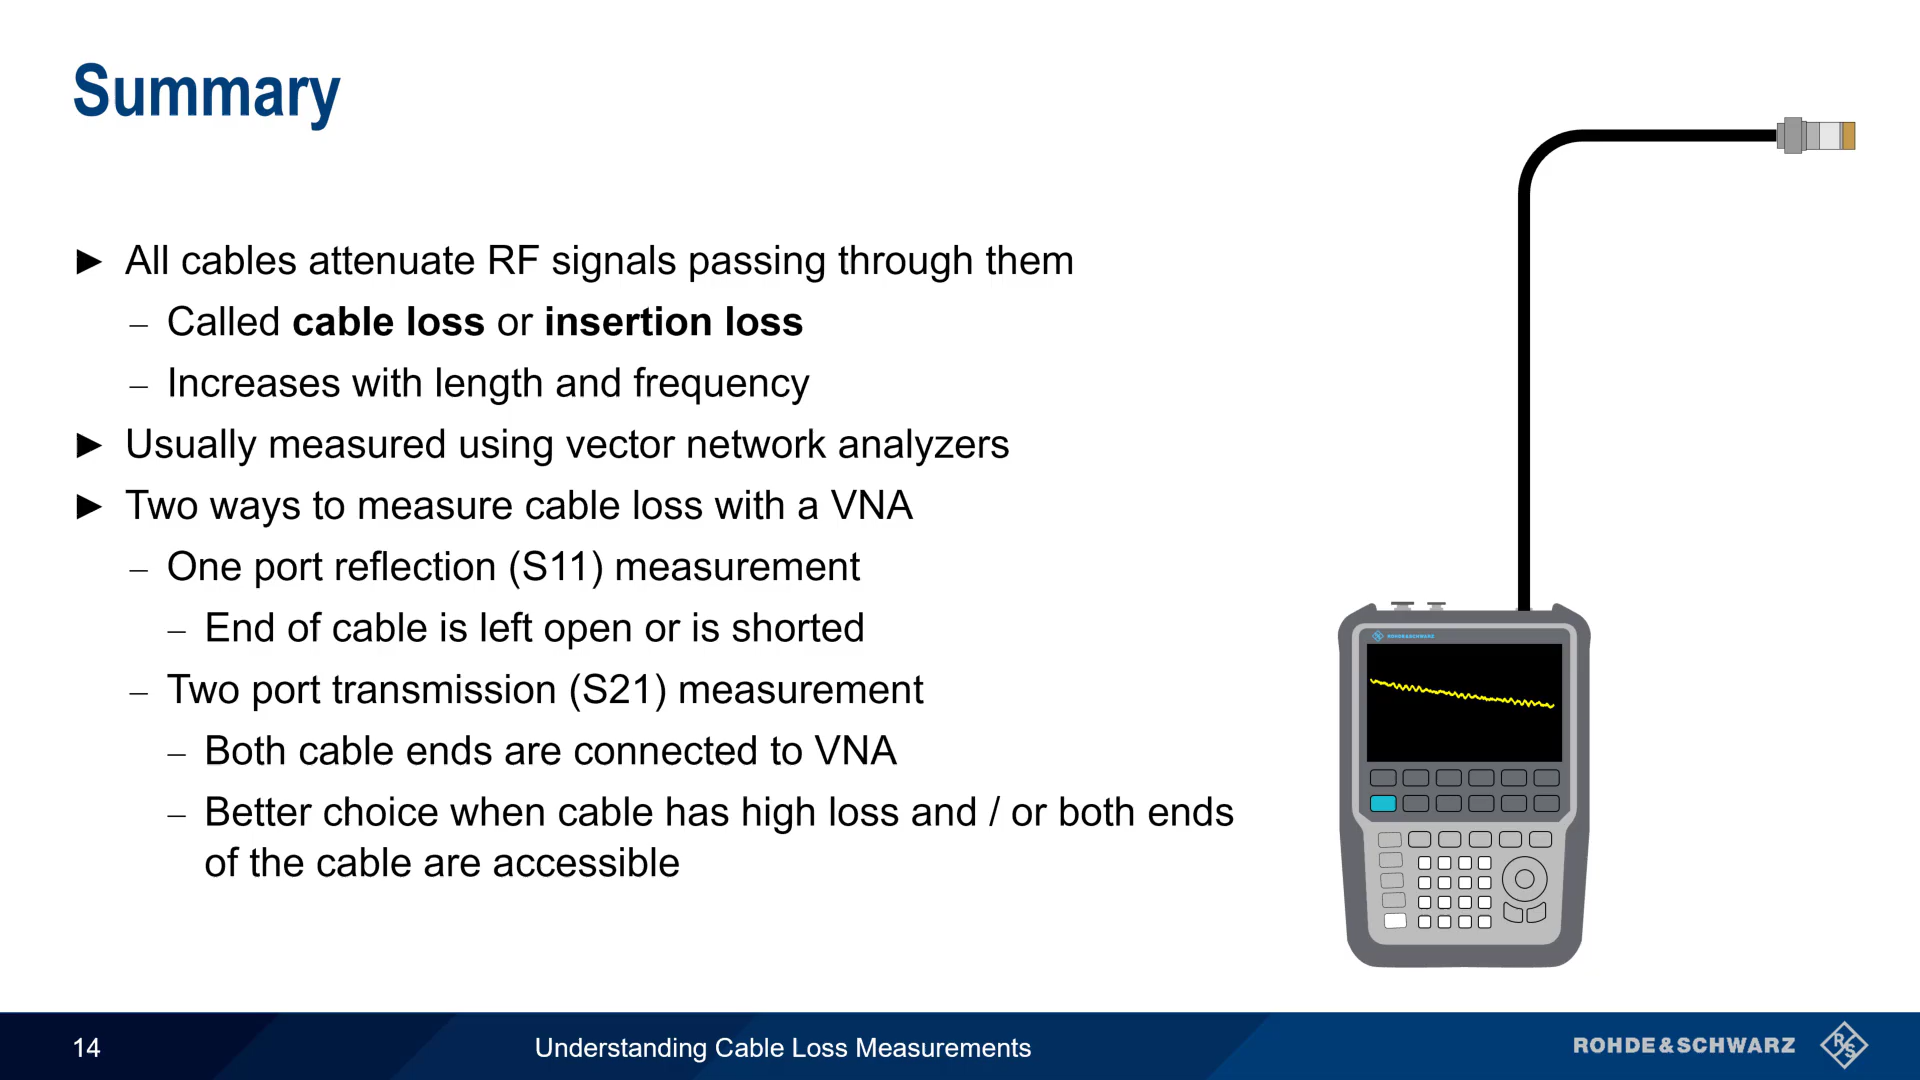 Summary
► All cables attenuate RF signals passing through them
– Called cable loss or insertion loss
– Increases with length and frequency
► Usually measured using vector network analyzers
► Two ways to measure cable loss with a VNA
– One port reflection (S11) measurement
– End of cable is left open or is shorted
– Two port transmission (S21) measurement
– Both cable ends are connected to VNA
– Better choice when cable has high loss and / or both ends
of the cable are accessible
ROHDE&SCHWARZ
14
Understanding Cable Loss Measurements
ROHDE&SCHWARZ
R&S